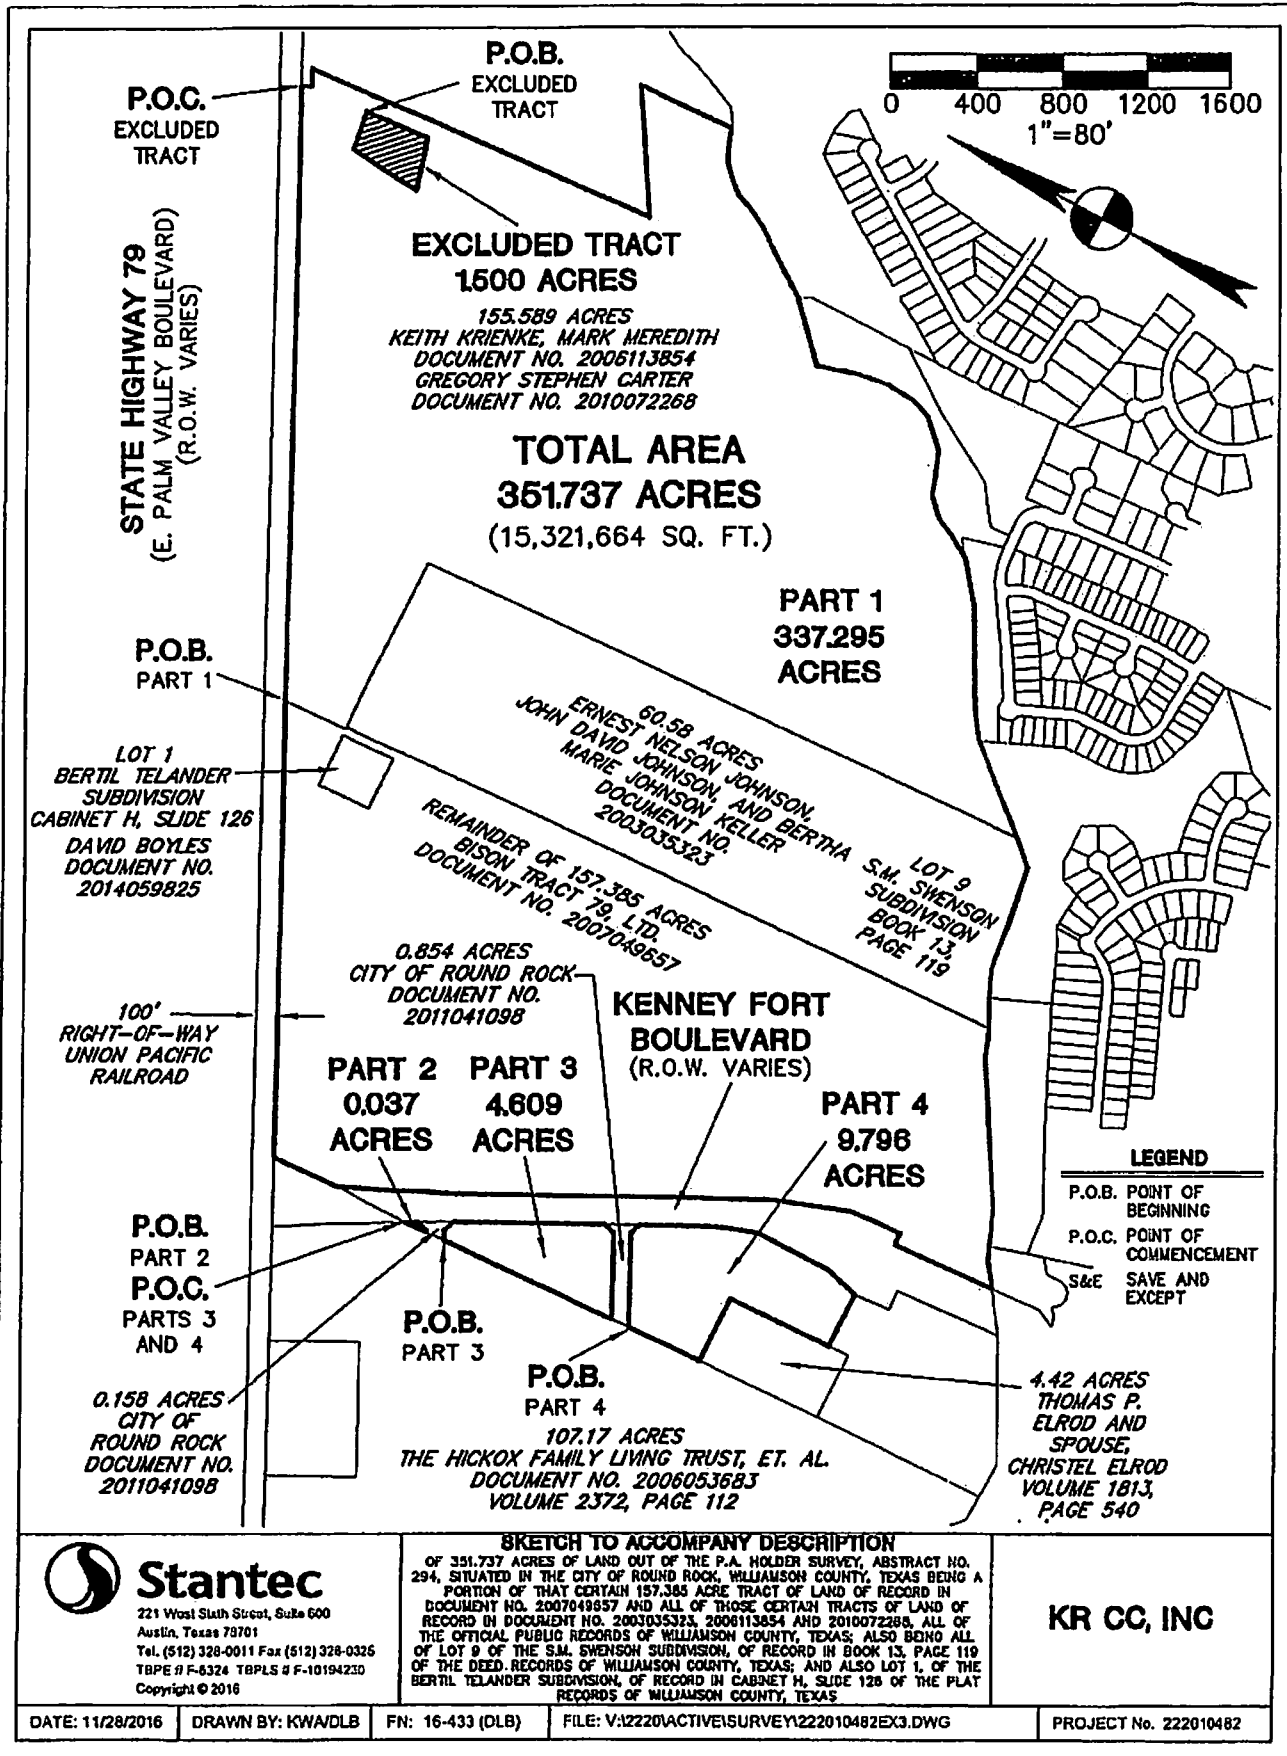 P.O.B.
EXCLUDED
TRACT
P.O.C.
EXCLUDED
TRACT
0 400 800 1200 1600
1"=80'
STATE HIGHWAY 79
(E. PALM VALLEY BOULEVARD)
(R.O.W. VARIES)
EXCLUDED TRACT
1.500 ACRES
155.589 ACRES
KEITH KRIENKE, MARK MEREDITH
DOCUMENT NO. 2006113854
GREGORY STEPHEN CARTER
DOCUMENT NO. 2010072268
TOTAL AREA
351.737 ACRES
(15,321,664 SQ. FT.)
PART 1
337.295
ACRES
P.O.B.
PART 1
60.58 ACRES
ERNEST NELSON JOHNSON,
JOHN DAVID JOHNSON, AND BERTHA
MARIE JOHNSON KELLER
DOCUMENT NO.
2003035323
LOT 1
BERTIL TELANDER
SUBDIVISION
CABINET H, SLIDE 126
DAVID BOYLES
DOCUMENT NO.
2014059825
REMAINDER OF 157.385 ACRES
BISON TRACT 79, LTD.
DOCUMENT NO. 2007049657
LOT 9
S.M. SWENSON
SUBDIVISION
BOOK 13,
PAGE 119
0.854 ACRES
CITY OF ROUND ROCK
DOCUMENT NO.
2011041098
KENNEY FORT
BOULEVARD
(R.O.W. VARIES)
100'
RIGHT-OF-WAY
UNION PACIFIC
RAILROAD
PART 2
0.037
ACRES
PART 3
4.609
ACRES
PART 4
9.796
ACRES
LEGEND
P.O.B. POINT OF
BEGINNING
P.O.C. POINT OF
COMMENCEMENT
S&E SAVE AND
EXCEPT
P.O.B.
PART 2
P.O.C.
PARTS 3
AND 4
P.O.B.
PART 3
P.O.B.
PART 4
0.158 ACRES
CITY OF
ROUND ROCK
DOCUMENT NO.
2011041098
107.17 ACRES
THE HICKOX FAMILY LIVING TRUST, ET. AL.
DOCUMENT NO. 2006053683
VOLUME 2372, PAGE 112
4.42 ACRES
THOMAS P.
ELROD AND
SPOUSE,
CHRISTEL ELROD
VOLUME 1813,
PAGE 540
Stantec
221 West Sixth Street, Suite 600
Austin, Texas 78701
Tel. (512) 328-0011 Fax (512) 328-0325
TBPE # F-6324 TBPLS # F-10194230
Copyright © 2016
SKETCH TO ACCOMPANY DESCRIPTION
OF 351.737 ACRES OF LAND OUT OF THE P.A. HOLDER SURVEY, ABSTRACT NO.
294, SITUATED IN THE CITY OF ROUND ROCK, WILLIAMSON COUNTY, TEXAS BEING A
PORTION OF THAT CERTAIN 157.385 ACRE TRACT OF LAND OF RECORD IN
DOCUMENT NO. 2007049657 AND ALL OF THOSE CERTAIN TRACTS OF LAND OF
RECORD IN DOCUMENT NO. 2003035323, 2006113854 AND 2010072268, ALL OF
THE OFFICIAL PUBLIC RECORDS OF WILLIAMSON COUNTY, TEXAS; ALSO BEING ALL
OF LOT 9 OF THE S.M. SWENSON SUBDIVISION, OF RECORD IN BOOK 13, PAGE 119
OF THE DEED RECORDS OF WILLIAMSON COUNTY, TEXAS; AND ALSO LOT 1, OF THE
BERTIL TELANDER SUBDIVISION, OF RECORD IN CABINET H, SLIDE 126 OF THE PLAT
RECORDS OF WILLIAMSON COUNTY, TEXAS
KR CC, INC
DATE: 11/28/2016
DRAWN BY: KWA/DLB
FN: 16-433 (DLB)
FILE: V:\2220\ACTIVE\SURVEY\222010482EX3.DWG
PROJECT No. 222010482